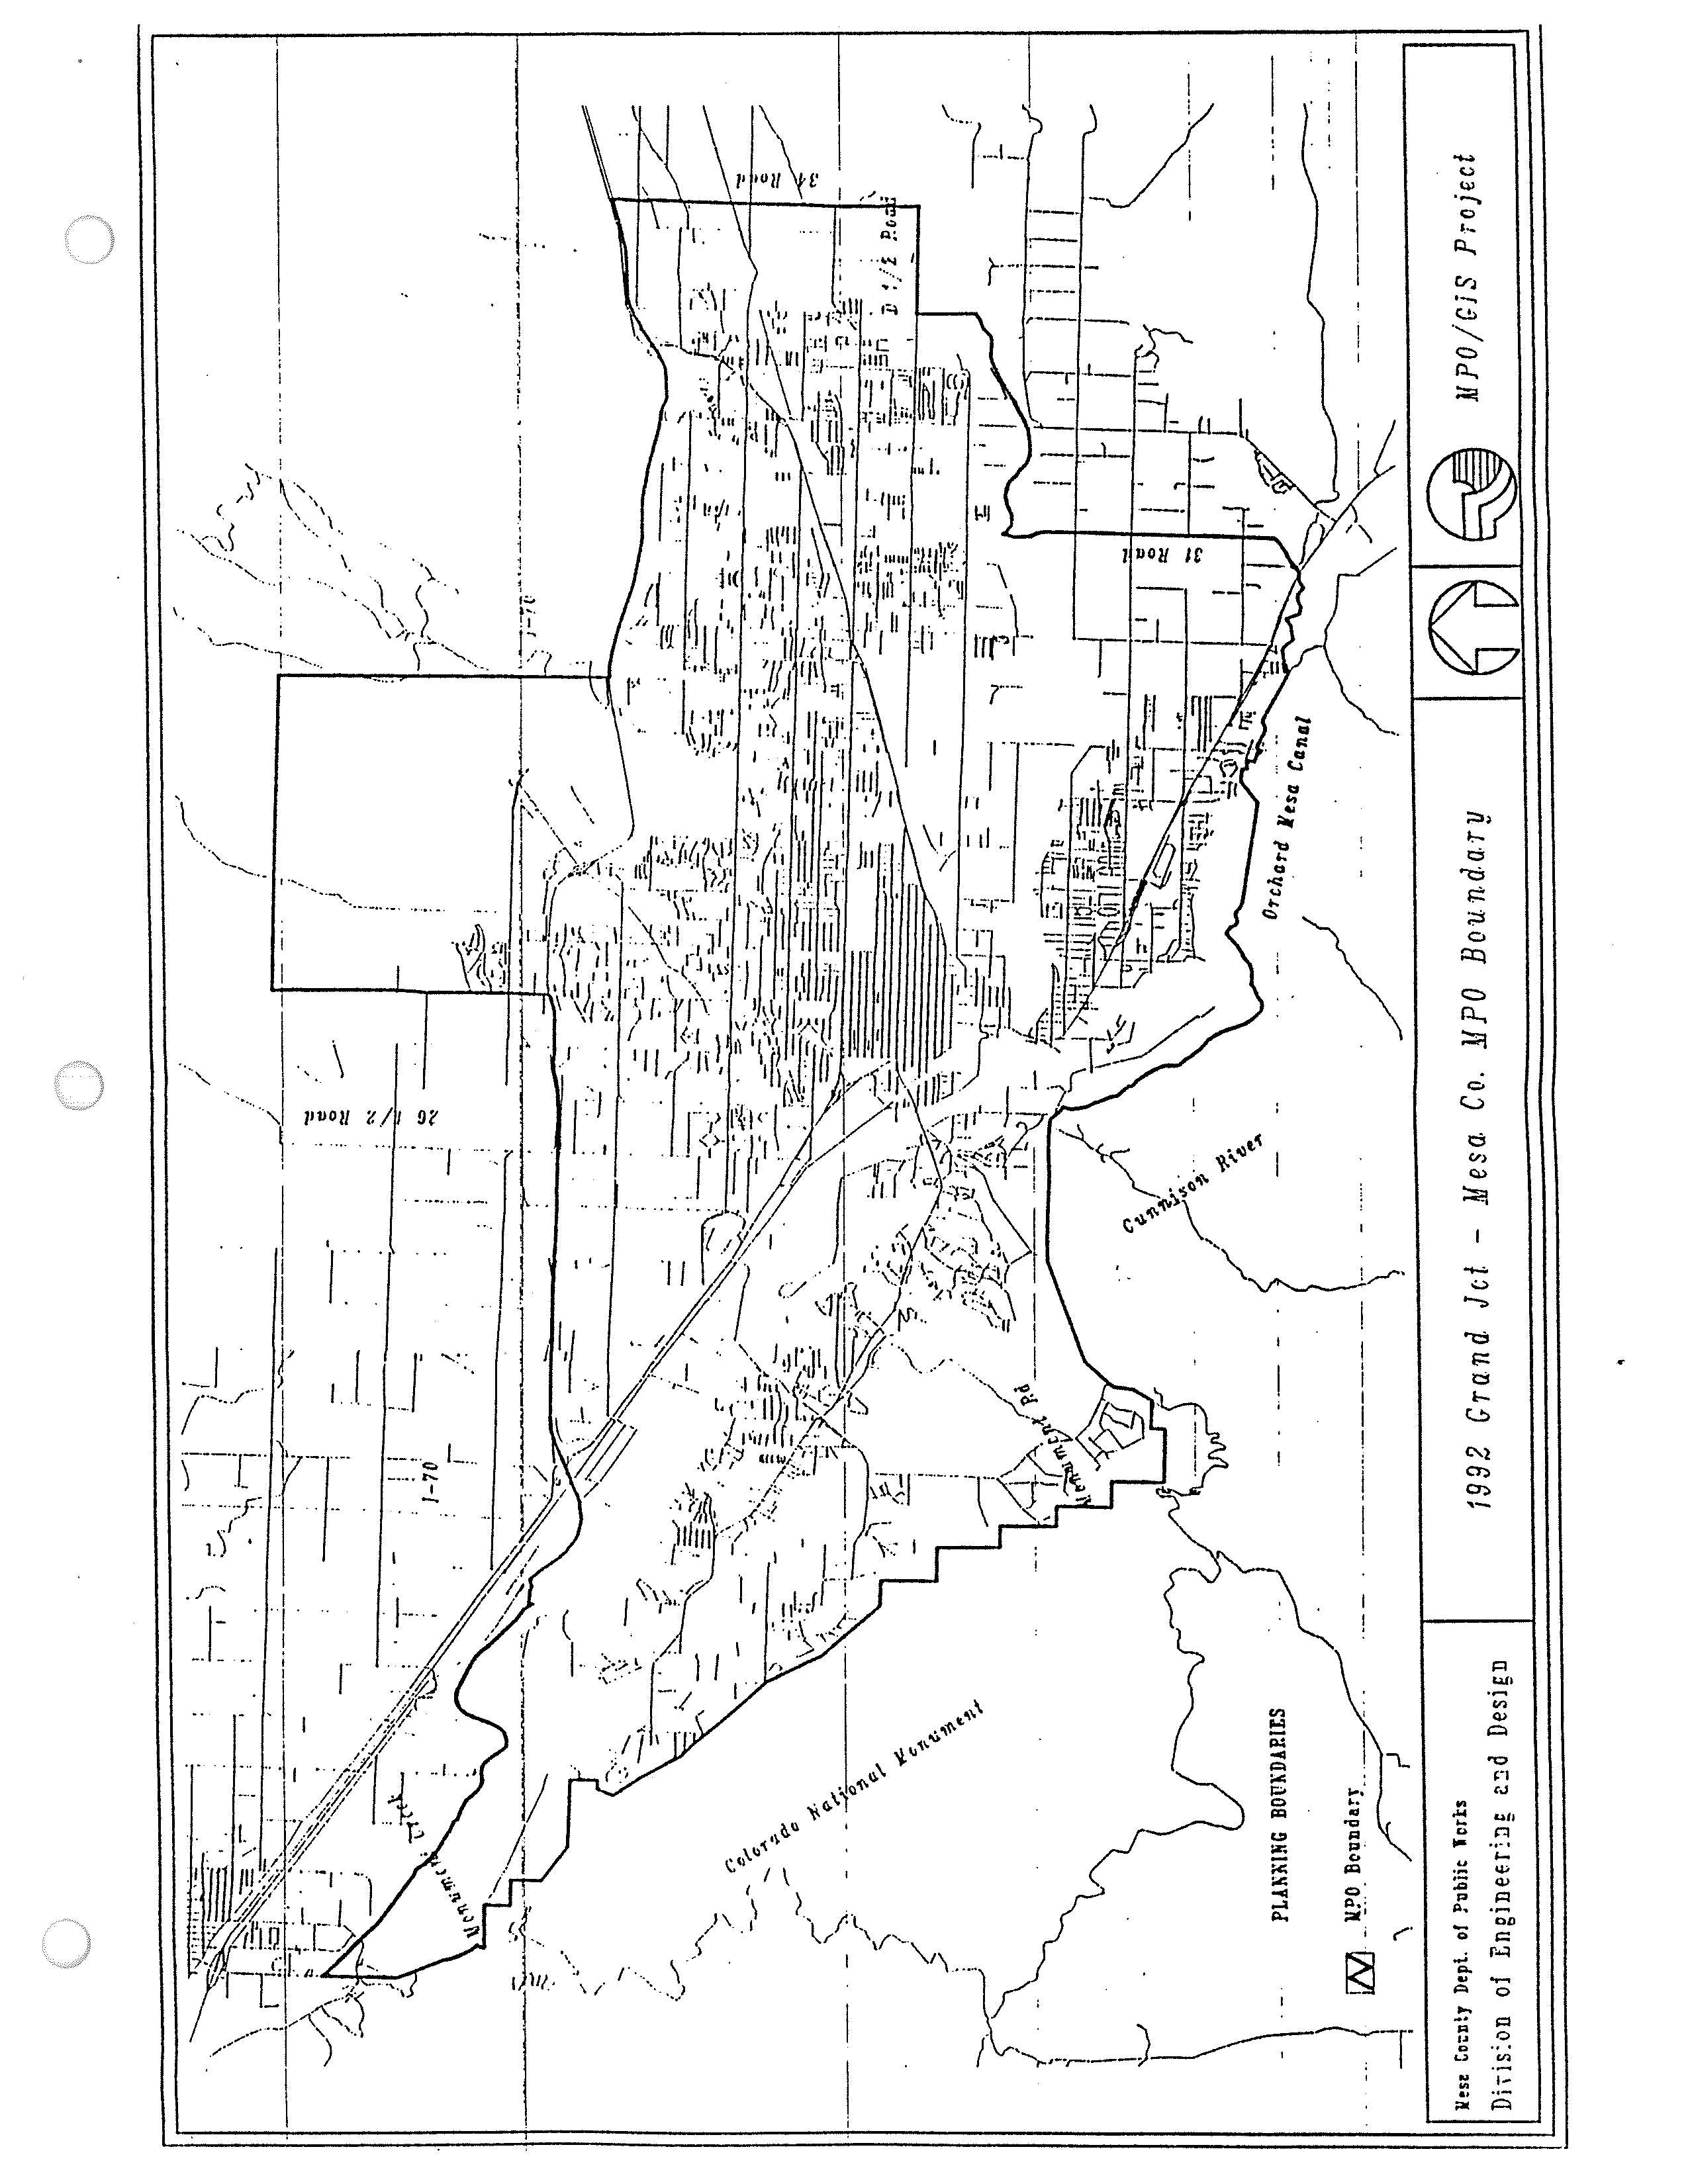 34 Road
D 1/2 Road
31 Road
I-70
26 1/2 Road
Orchard Mesa Canal
Gunnison River
I-70
Monument Rd
Monument Creek
Colorado National Monument
PLANNING BOUNDARIES
MPO Boundary
Mesa County Dept. of Public Works
Division of Engineering and Design
1992 Grand Jct - Mesa Co. MPO Boundary
MPO/GIS Project